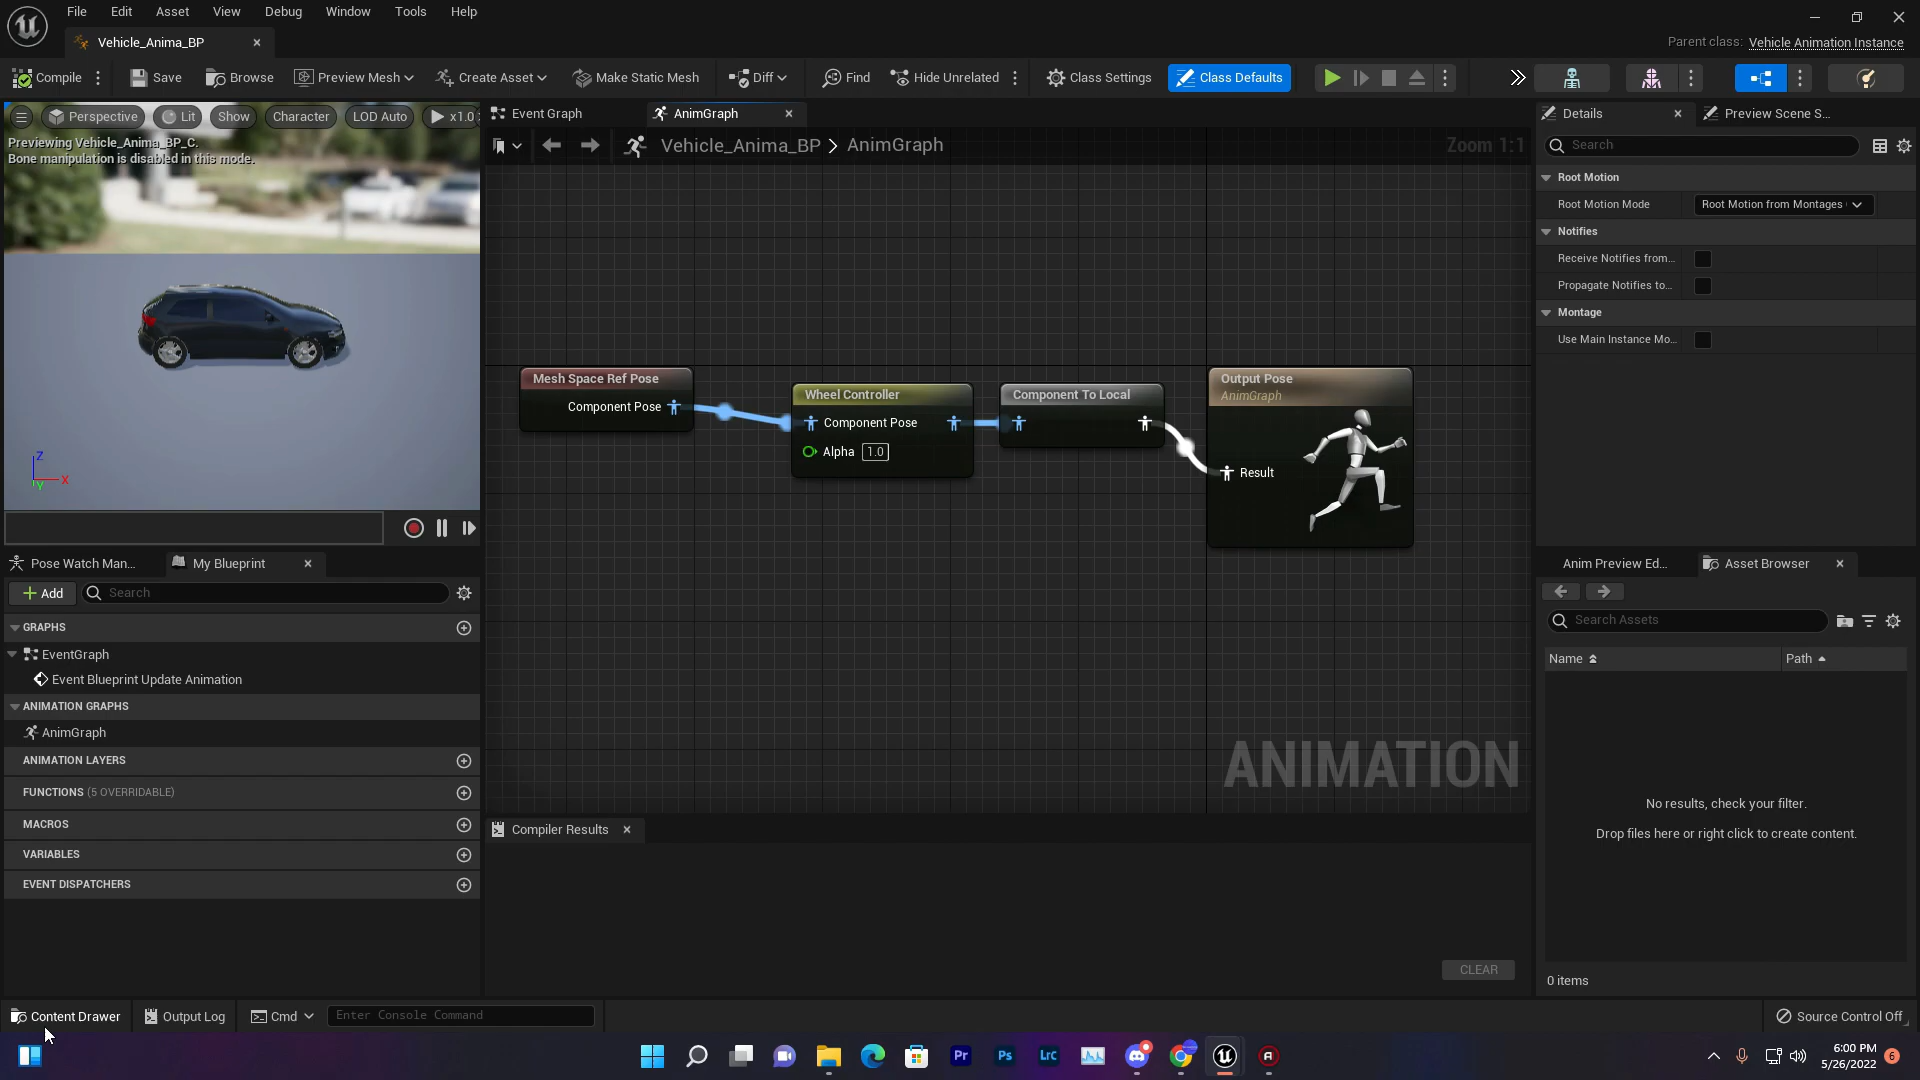 File Edit Asset View Debug Window Tools Help
Vehicle_Anima_BP
Parent class: Vehicle Animation Instance
Compile Save Browse Preview Mesh Create Asset Make Static Mesh Diff Find Hide Unrelated Class Settings Class Defaults
Perspective Lit Show Character LOD Auto x1.0
Previewing Vehicle_Anima_BP_C.
Bone manipulation is disabled in this mode.
Z
X
Y
Event Graph AnimGraph
Vehicle_Anima_BP > AnimGraph
Zoom 1:1
Mesh Space Ref Pose
Component Pose
Wheel Controller
Component Pose
Alpha 1.0
Component To Local
Output Pose
AnimGraph
Result
ANIMATION
Details Preview Scene S...
Search
Root Motion
Root Motion Mode Root Motion from Montages
Notifies
Receive Notifies from...
Propagate Notifies to...
Montage
Use Main Instance Mo...
Pose Watch Man... My Blueprint
Add Search
GRAPHS
EventGraph
Event Blueprint Update Animation
ANIMATION GRAPHS
AnimGraph
ANIMATION LAYERS
FUNCTIONS (5 OVERRIDABLE)
MACROS
VARIABLES
EVENT DISPATCHERS
Compiler Results
CLEAR
Anim Preview Ed... Asset Browser
Search Assets
Name Path
No results, check your filter.
Drop files here or right click to create content.
0 items
Content Drawer Output Log Cmd Enter Console Command
Source Control Off
Pr Ps LrC
6:00 PM
5/26/2022
6